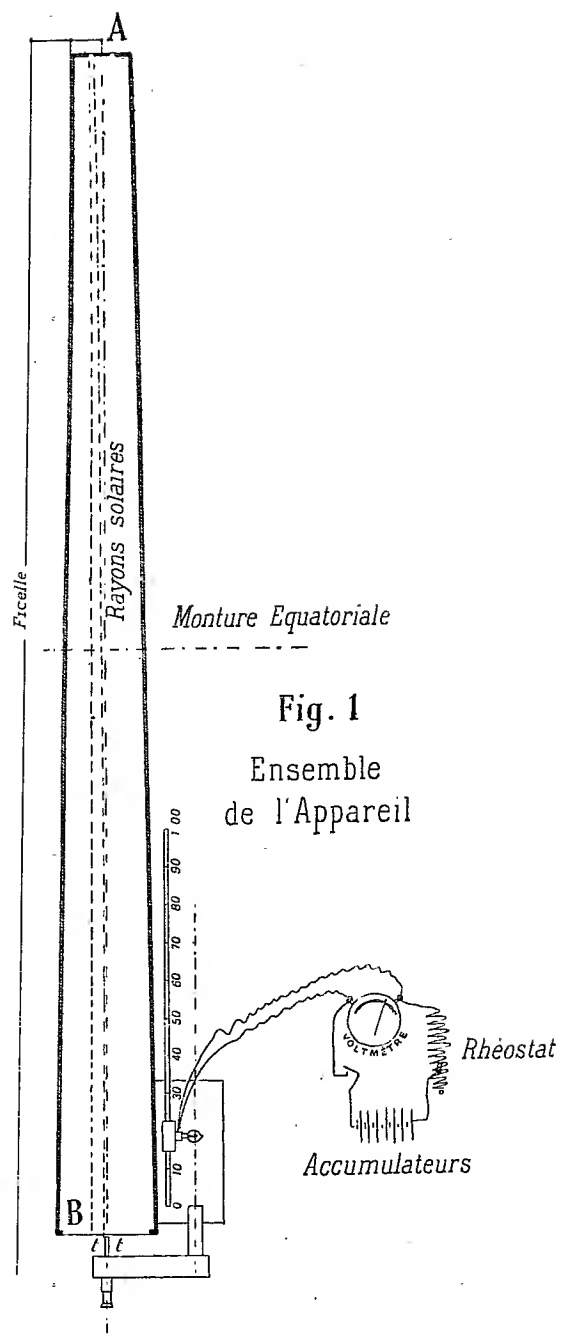 A
Ficelle
Rayons solaires
Monture Equatoriale
Fig. 1
Ensemble
de l'Appareil
100
90
80
70
60
50
40
30
10
0
VOLTMÈTRE
Rhéostat
Accumulateurs
B
t t